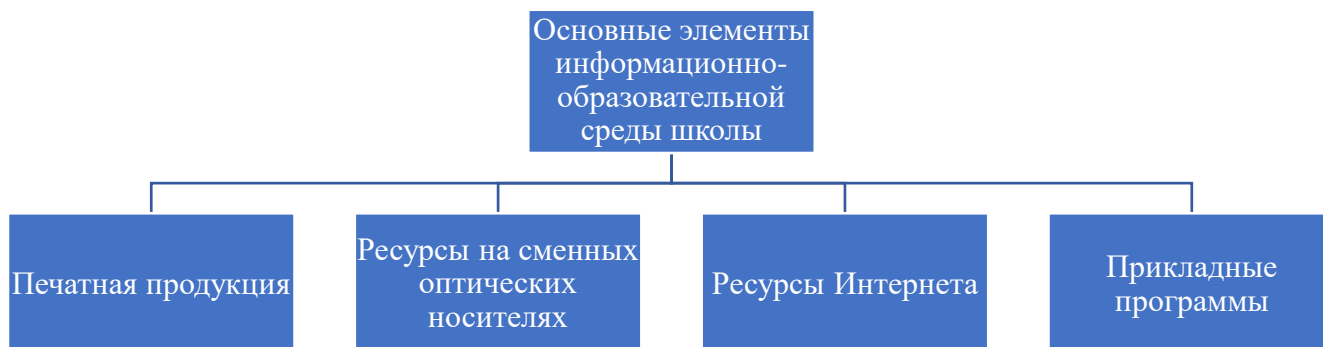 Основные элементы
информационно-
образовательной
среды школы
Печатная продукция
Ресурсы на сменных
оптических
носителях
Ресурсы Интернета
Прикладные
программы